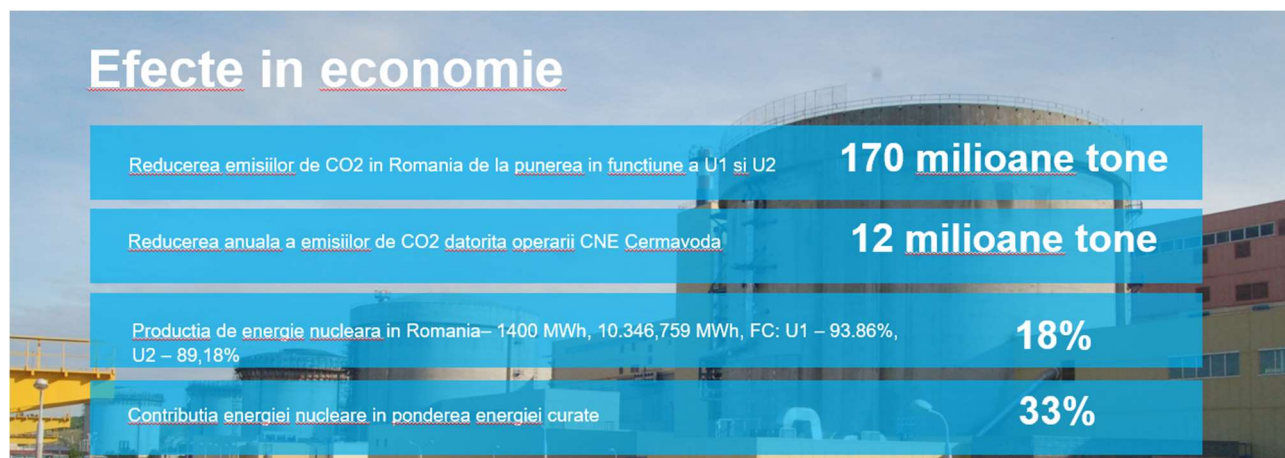 Efecte in economie
Reducerea emisiilor de CO2 in Romania de la punerea in functiune a U1 si U2
170 milioane tone
Reducerea anuala a emisiilor de CO2 datorita operarii CNE Cermavoda
12 milioane tone
Productia de energie nucleara in Romania– 1400 MWh, 10.346,759 MWh, FC: U1 – 93.86%,
U2 – 89,18%
18%
Contributia energiei nucleare in ponderea energiei curate
33%